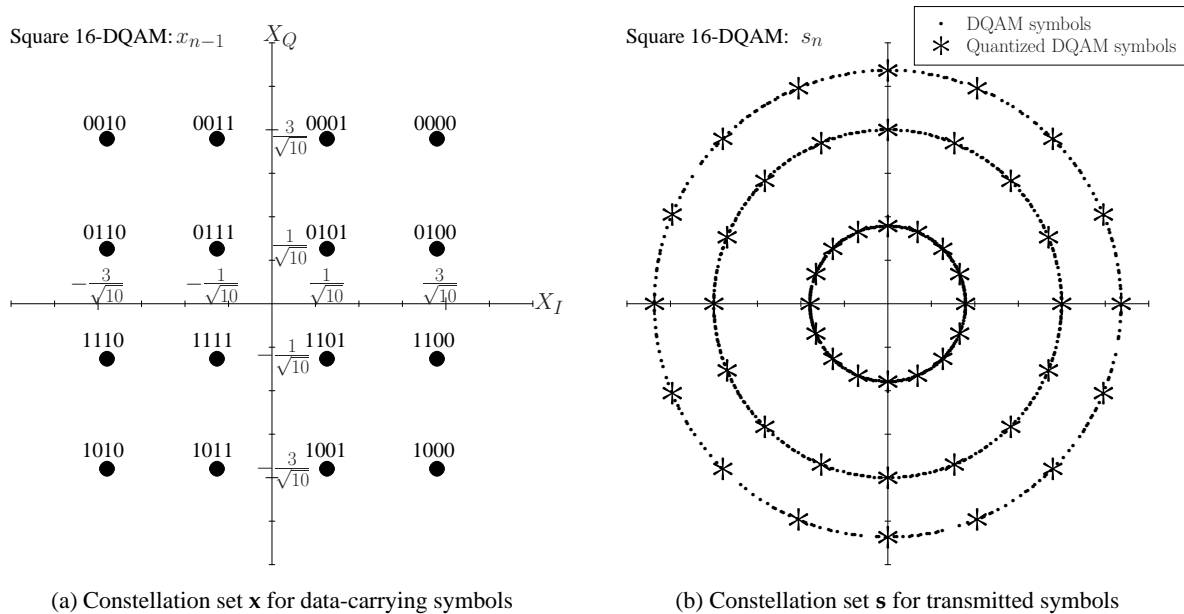 Square 16-DQAM: x_{n−1}
X_Q
0010 0011 0001 0000
3/√10
0110 0111 0101 0100
1/√10
−3/√10 −1/√10 1/√10 3/√10
X_I
1110 1111 1101 1100
−1/√10
1010 1011 1001 1000
−3/√10
(a) Constellation set x for data-carrying symbols
Square 16-DQAM: s_n
DQAM symbols
Quantized DQAM symbols
(b) Constellation set s for transmitted symbols